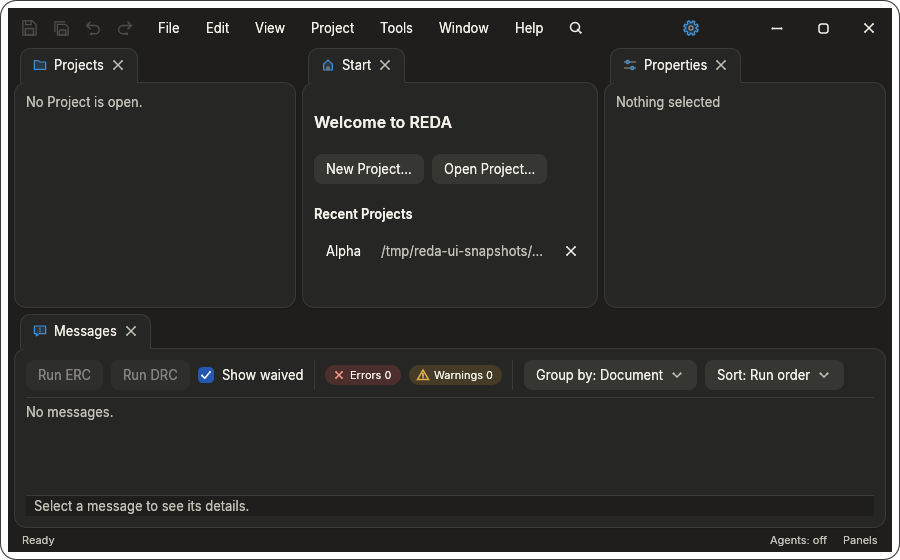 File Edit View Project Tools Window Help
Projects
Start
Properties
No Project is open.
Welcome to REDA
Nothing selected
New Project...
Open Project...
Recent Projects
Alpha /tmp/reda-ui-snapshots/...
Messages
Run ERC
Run DRC
Show waived
Errors 0
Warnings 0
Group by: Document
Sort: Run order
No messages.
Select a message to see its details.
Ready
Agents: off
Panels